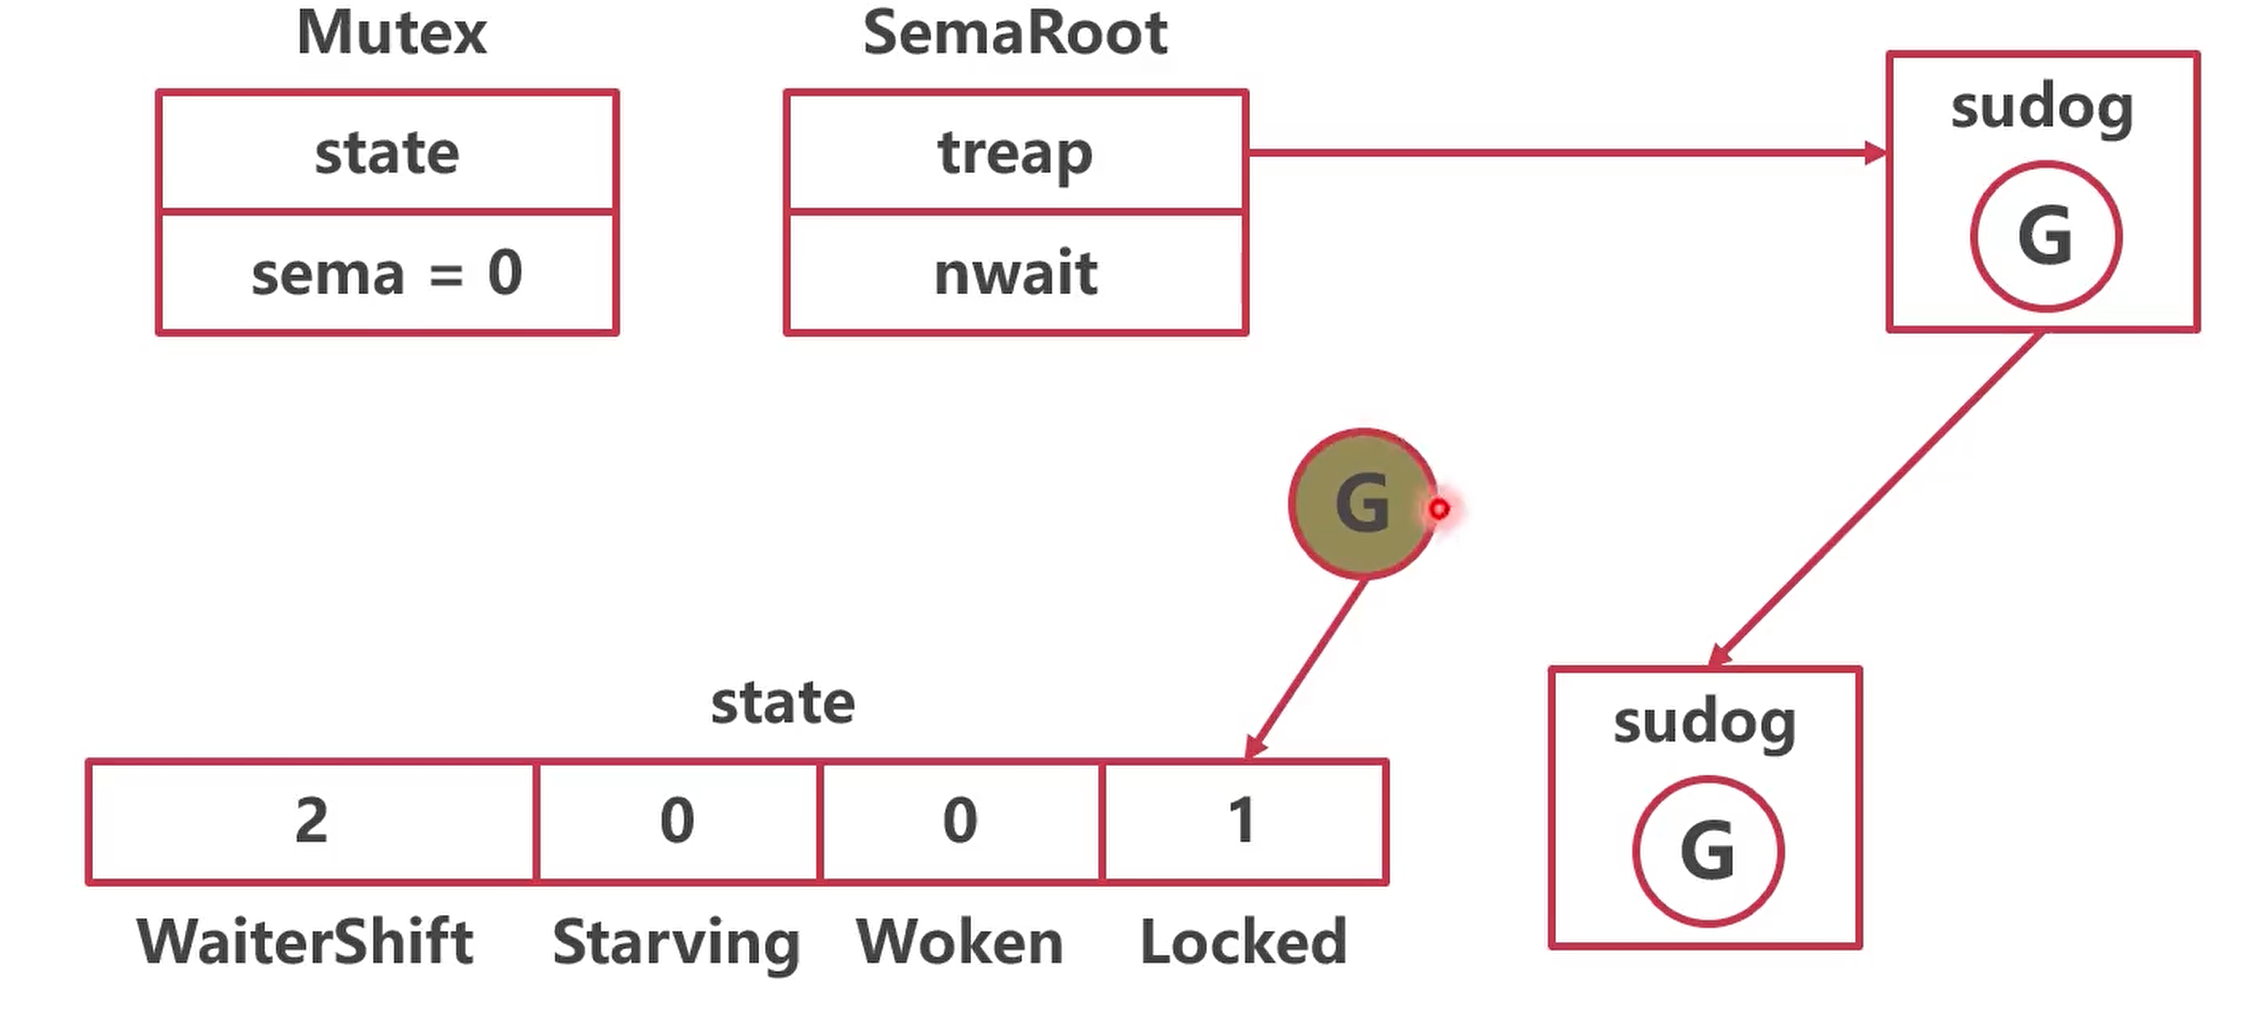 Mutex
state
sema = 0
SemaRoot
treap
nwait
sudog
G
G
sudog
G
state
2 0 0 1
WaiterShift Starving Woken Locked